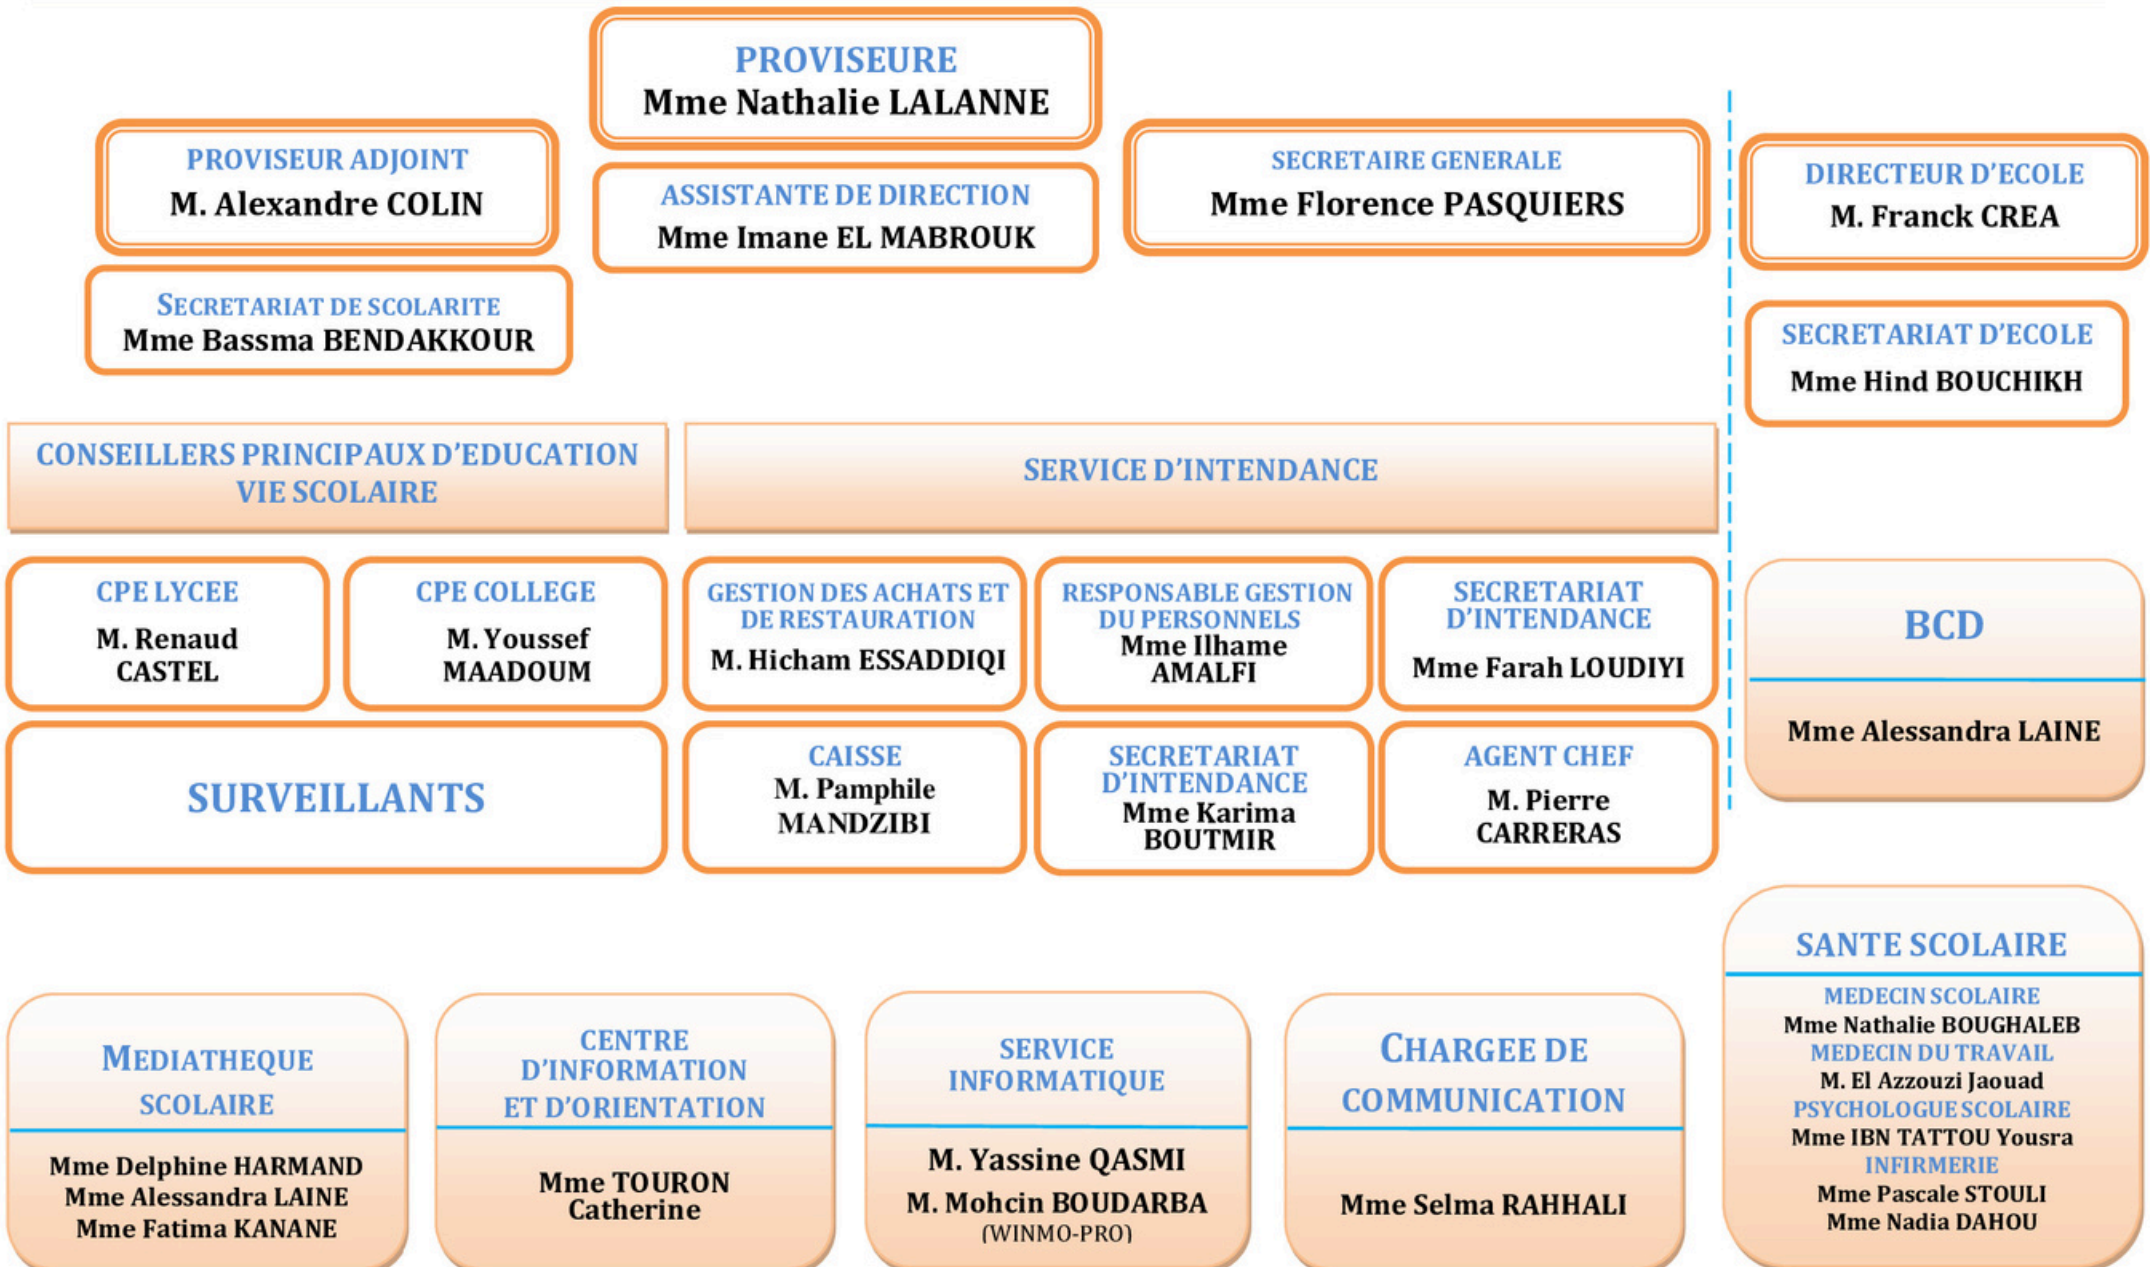 PROVISEURE
Mme Nathalie LALANNE
PROVISEUR ADJOINT
M. Alexandre COLIN
ASSISTANTE DE DIRECTION
Mme Imane EL MABROUK
SECRETAIRE GENERALE
Mme Florence PASQUIERS
DIRECTEUR D'ECOLE
M. Franck CREA
SECRETARIAT DE SCOLARITE
Mme Bassma BENDAKKOUR
SECRETARIAT D'ECOLE
Mme Hind BOUCHIKH
CONSEILLERS PRINCIPAUX D'EDUCATION
VIE SCOLAIRE
SERVICE D'INTENDANCE
CPE LYCEE
M. Renaud
CASTEL
CPE COLLEGE
M. Youssef
MAADOUM
GESTION DES ACHATS ET
DE RESTAURATION
M. Hicham ESSADDIQI
RESPONSABLE GESTION
DU PERSONNELS
Mme Ilhame
AMALFI
SECRETARIAT
D'INTENDANCE
Mme Farah LOUDIYI
BCD
Mme Alessandra LAINE
SURVEILLANTS
CAISSE
M. Pamphile
MANDZIBI
SECRETARIAT
D'INTENDANCE
Mme Karima
BOUTMIR
AGENT CHEF
M. Pierre
CARRERAS
MEDIATHEQUE
SCOLAIRE
Mme Delphine HARMAND
Mme Alessandra LAINE
Mme Fatima KANANE
CENTRE
D'INFORMATION
ET D'ORIENTATION
Mme TOURON
Catherine
SERVICE
INFORMATIQUE
M. Yassine QASMI
M. Mohcin BOUDARBA
(WINMO-PRO)
CHARGEE DE
COMMUNICATION
Mme Selma RAHHALI
SANTE SCOLAIRE
MEDECIN SCOLAIRE
Mme Nathalie BOUGHALEB
MEDECIN DU TRAVAIL
M. El Azzouzi Jaouad
PSYCHOLOGUE SCOLAIRE
Mme IBN TATTOU Yousra
INFIRMERIE
Mme Pascale STOULI
Mme Nadia DAHOU